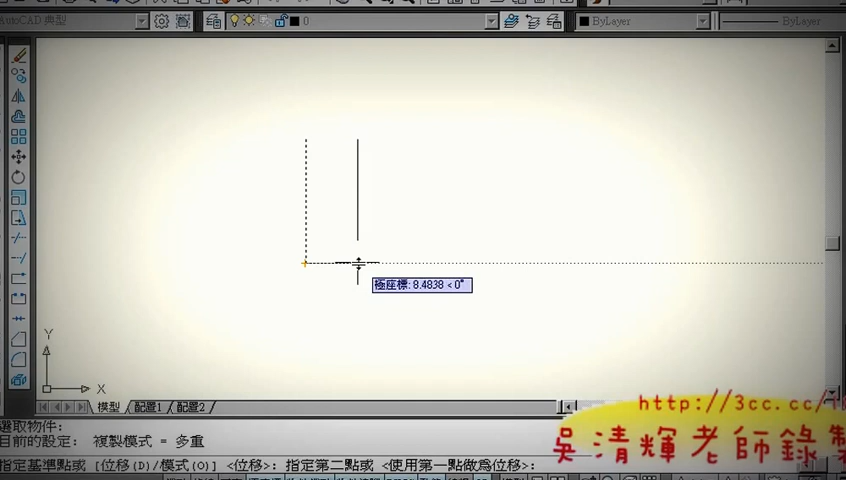 AutoCAD 典型
0
ByLayer
ByLayer
極座標: 8.4838 < 0°
Y
X
模型 配置1 配置2
http://3cc.cc/
選取物件:
目前的設定: 複製模式 = 多重
吳清輝老師錄製
指定基準點或 [位移(D)/模式(O)] <位移>: 指定第二點或 <使用第一點做為位移>: